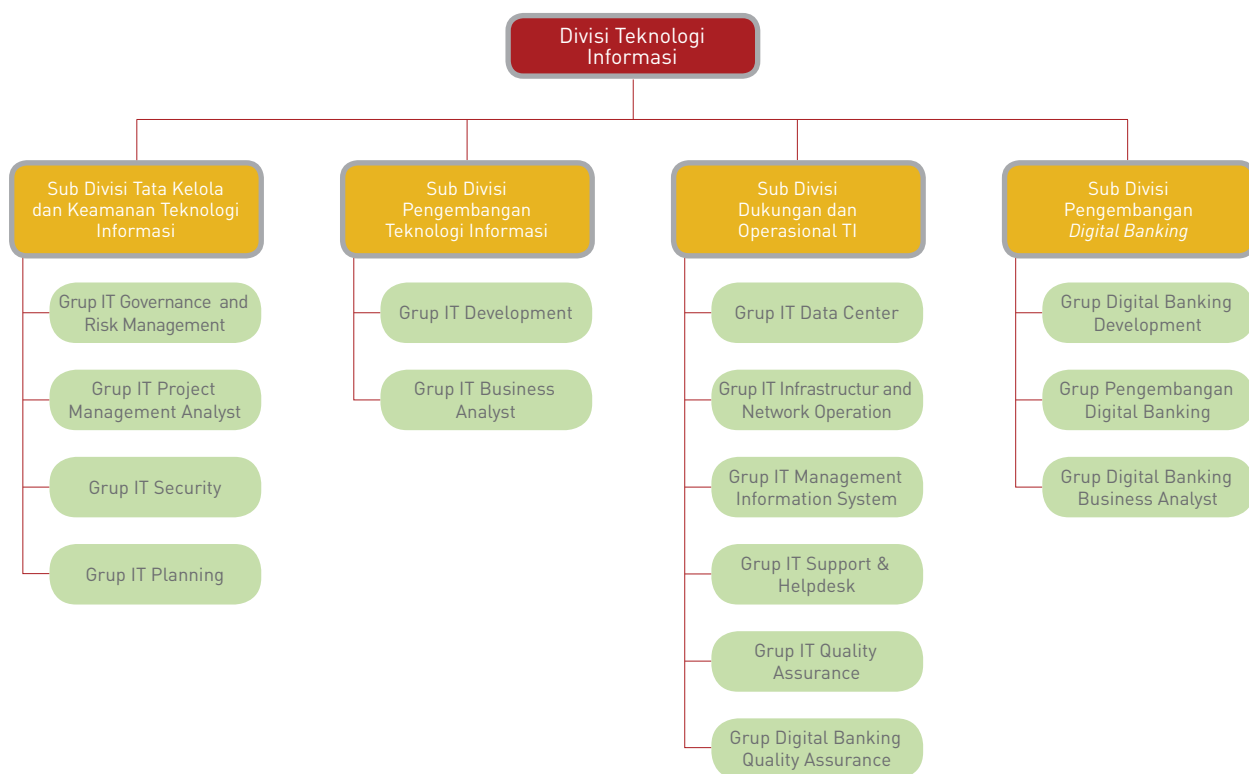 Divisi Teknologi
Informasi
Sub Divisi Tata Kelola
dan Keamanan Teknologi
Informasi
Grup IT Governance and
Risk Management
Grup IT Project
Management Analyst
Grup IT Security
Grup IT Planning
Sub Divisi
Pengembangan
Teknologi Informasi
Grup IT Development
Grup IT Business
Analyst
Sub Divisi
Dukungan dan
Operasional TI
Grup IT Data Center
Grup IT Infrastructur and
Network Operation
Grup IT Management
Information System
Grup IT Support &
Helpdesk
Grup IT Quality
Assurance
Grup Digital Banking
Quality Assurance
Sub Divisi
Pengembangan
Digital Banking
Grup Digital Banking
Development
Grup Pengembangan
Digital Banking
Grup Digital Banking
Business Analyst